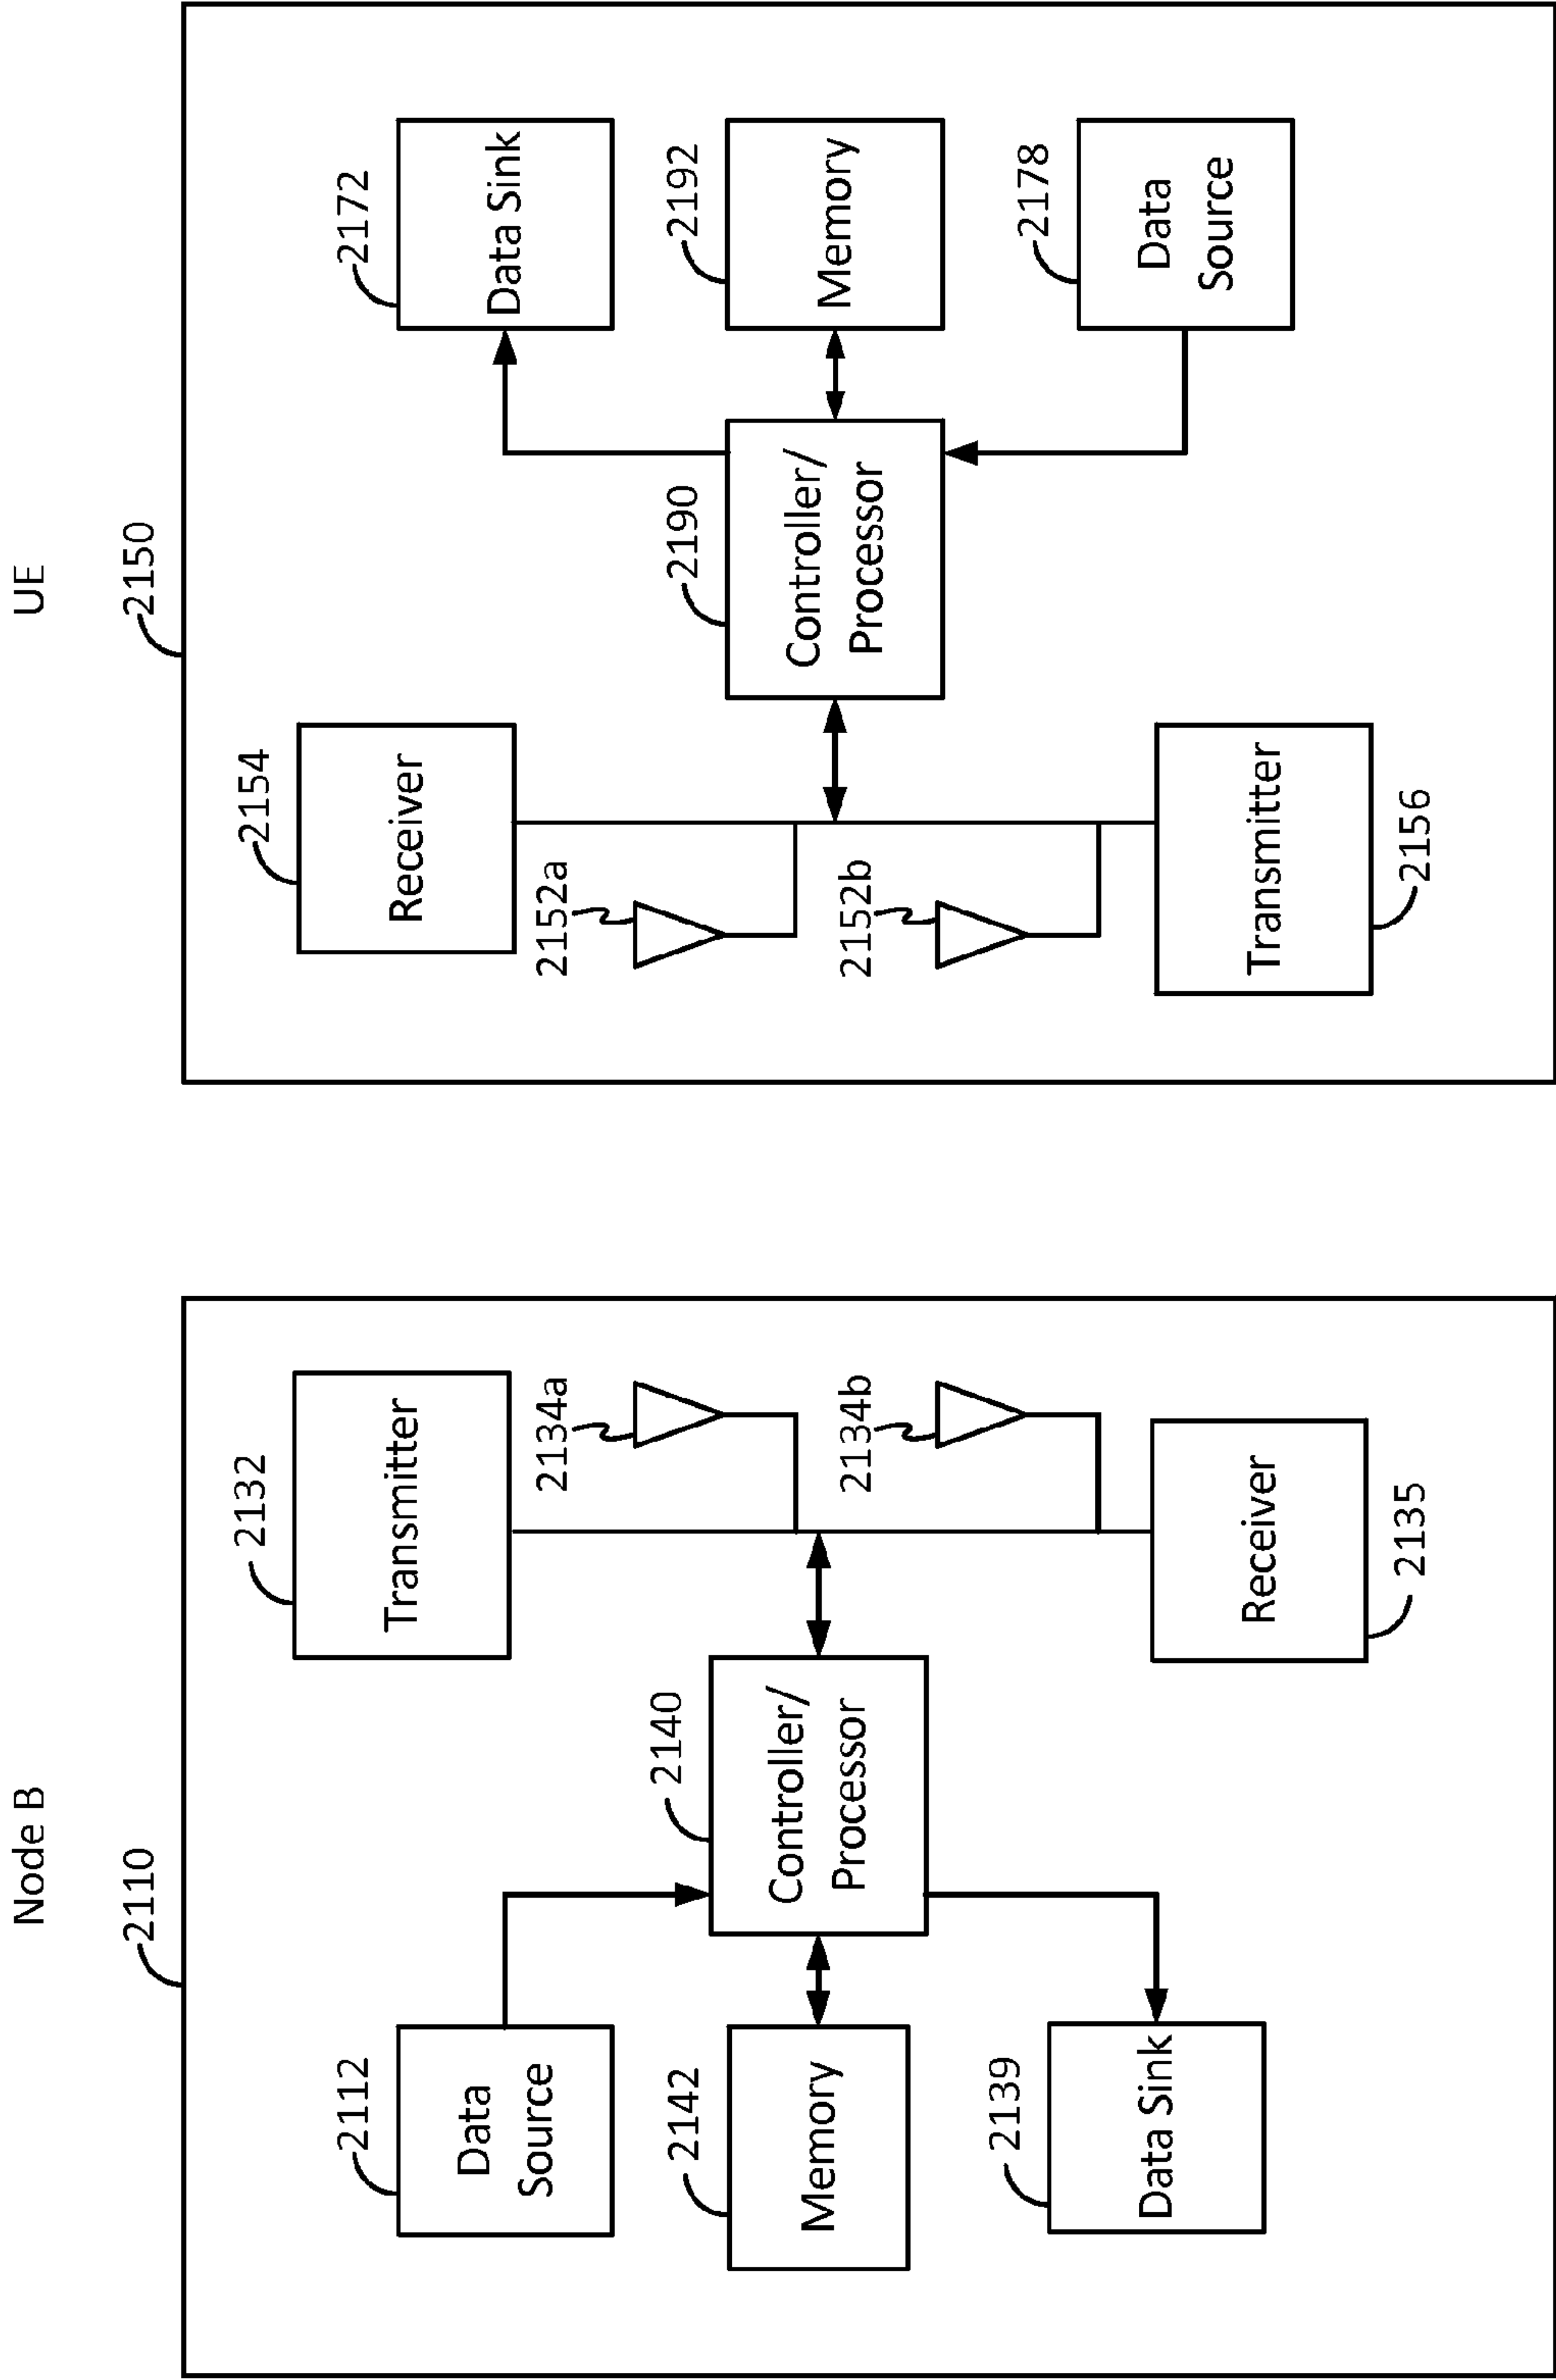 Node B
2110
2112
Data
Source
2142
Memory
2139
Data Sink
2140
Controller/
Processor
2132
Transmitter
2134a
2134b
Receiver
2135
UE
2150
2154
Receiver
2152a
2152b
Transmitter
2156
2190
Controller/
Processor
2172
Data Sink
2192
Memory
2178
Data
Source